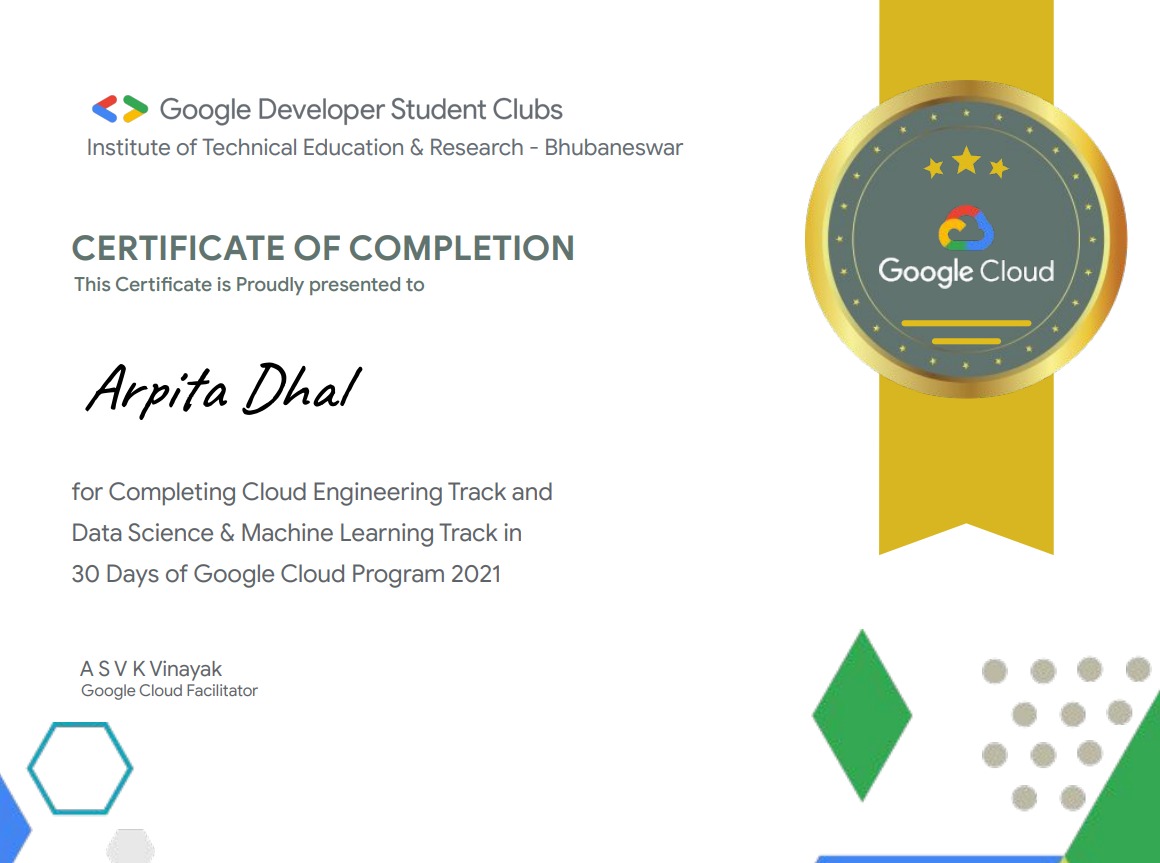 Google Developer Student Clubs
Institute of Technical Education & Research - Bhubaneswar
CERTIFICATE OF COMPLETION
This Certificate is Proudly presented to
Arpita Dhal
for Completing Cloud Engineering Track and
Data Science & Machine Learning Track in
30 Days of Google Cloud Program 2021
A S V K Vinayak
Google Cloud Facilitator
Google Cloud